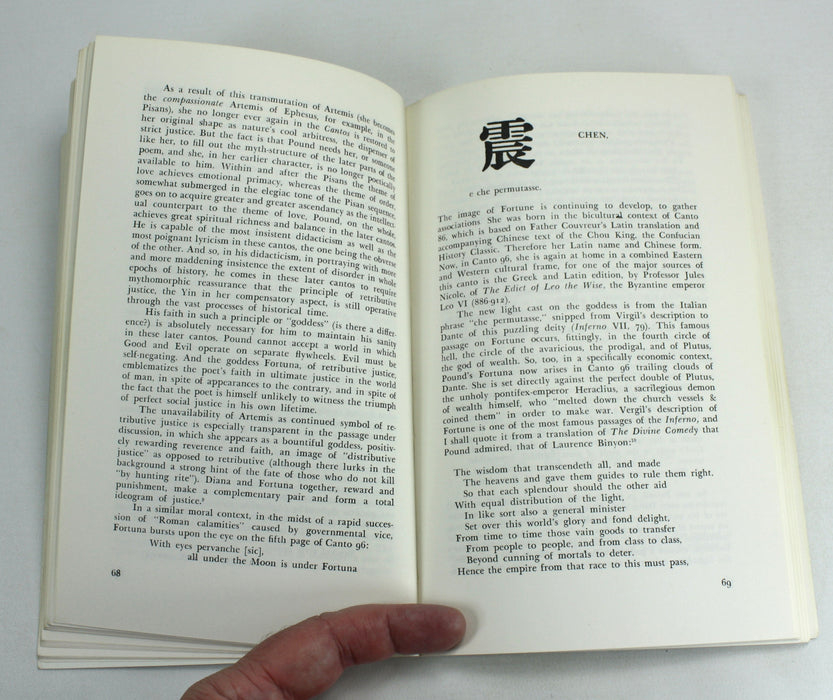 As a result of this transmutation of Artemis (she becomes
the compassionate Artemis of Ephesus, for example, in the
Pisans), she no longer ever again in the Cantos is restored to
her original shape as nature's cool arbitress, the dispenser of
strict justice. But the fact is that Pound needs her, or someone
like her, to fill out the myth-structure of the later parts of the
poem, and she, in her earlier character, is no longer poetically
available to him. Within and after the Pisans the theme of
love achieves emotional primacy, whereas the theme of order,
somewhat submerged in the elegiac tone of the Pisan sequence,
goes on to acquire greater and greater ascendancy as the intellect-
ual counterpart to the theme of love. Pound, on the whole,
achieves great spiritual richness and balance in the later cantos.
He is capable of the most insistent didacticism as well as the
most poignant lyricism in these cantos, the one being the obverse
of the other. And so, in his didacticism, in portraying with more
and more maddening insistence the extent of disorder in whole
epochs of history, he comes in these later cantos to require
mythomorphic reassurance that the principle of retributive
justice, the Yin in her compensatory aspect, is still operative
through the vast processes of historical time.
His faith in such a principle or "goddess" (is there a differ-
ence?) is absolutely necessary for him to maintain his sanity
in these later cantos. Pound cannot accept a world in which
Good and Evil operate on separate flywheels. Evil must be
self-negating. And the goddess Fortuna, of retributive justice,
emblematizes the poet's faith in ultimate justice in the world
of man, in spite of appearances to the contrary, and in spite of
the fact that the poet is himself unlikely to witness the triumph
of perfect social justice in his own lifetime.
The unavailability of Artemis as continued symbol of re-
tributive justice is especially transparent in the passage under
discussion, in which she appears as a bountiful goddess, positiv-
ely rewarding reverence and faith, an image of "distributive
justice" as opposed to retributive (although there lurks in the
background a strong hint of the fate of those who do not kill
"by hunting rite"). Diana and Fortuna together, reward and
punishment, make a complementary pair and form a total
ideogram of justice.⁹
In a similar moral context, in the midst of a rapid succes-
sion of "Roman calamities" caused by governmental vice,
Fortuna bursts upon the eye on the fifth page of Canto 96:
With eyes pervanche [sic],
all under the Moon is under Fortuna
68
震 CHEN,
e che permutasse.
The image of Fortune is continuing to develop, to gather
associations. She was born in the bicultural context of Canto
86, which is based on Father Couvreur's Latin translation and
accompanying Chinese text of the Chou King, the Confucian
History Classic. Therefore her Latin name and Chinese form.
Now, in Canto 96, she is again at home in a combined Eastern
and Western cultural frame, for one of the major sources of
this canto is the Greek and Latin edition, by Professor Jules
Nicole, of The Edict of Leo the Wise, the Byzantine emperor
Leo VI (886-912).
The new light cast on the goddess is from the Italian
phrase "che permutasse," snipped from Virgil's description to
Dante of this puzzling deity (Inferno VII, 79). This famous
passage on Fortune occurs, fittingly, in the fourth circle of
hell, the circle of the avaricious, the prodigal, and of Plutus,
the god of wealth. So, too, in a specifically economic context,
Pound's Fortuna now arises in Canto 96 trailing clouds of
Dante. She is set directly against the perfect double of Plutus,
the unholy pontifex-emperor Heraclius, a sacrilegious demon
of wealth himself, who "melted down the church vessels &
coined them" in order to make war. Vergil's description of
Fortune is one of the most famous passages of the Inferno, and
I shall quote it from a translation of The Divine Comedy that
Pound admired, that of Laurence Binyon:¹⁰
The wisdom that transcendeth all, and made
The heavens and gave them guides to rule them right,
So that each splendour should the other aid
With equal distribution of the light,
In like sort also a general minister
Set over this world's glory and fond delight,
From time to time those vain goods to transfer
From people to people, and from class to class,
Beyond cunning of mortals to deter.
Hence the empire from that race to this must pass,
69